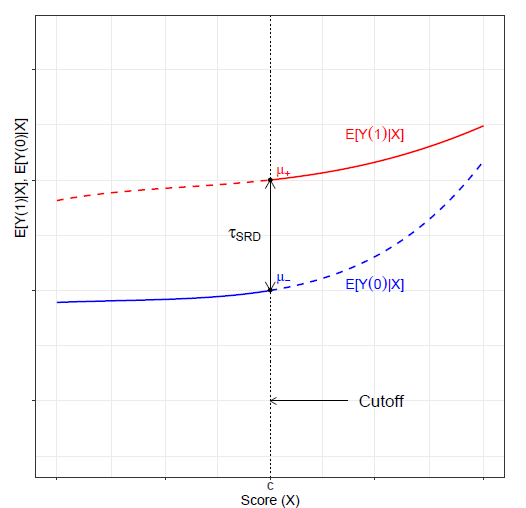 E[Y(1)|X], E[Y(0)|X]
E[Y(1)|X]
μ+
τSRD
μ−
E[Y(0)|X]
Cutoff
c
Score (X)